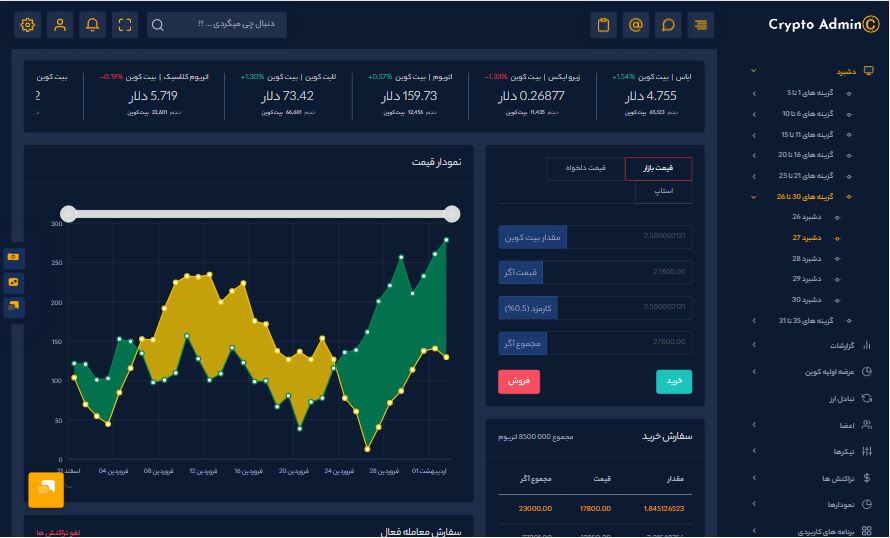 Crypto Admin
دنبال چی میگردی ... ؟!
دشبرد
گزینه های 1 تا 5
گزینه های 6 تا 10
گزینه های 11 تا 15
گزینه های 16 تا 20
گزینه های 21 تا 25
گزینه های 26 تا 30
دشبرد 26
دشبرد 27
دشبرد 28
دشبرد 29
دشبرد 30
گزینه های 31 تا 35
گزارشات
عرضه اولیه کوین
تبادل ارز
اعضا
تیکرها
تراکنش ها
نمودارها
برنامه های کاربردی
ایاس | بیت کوین +1.54%
4.755 دلار
حجم 65,123 بیت کوین
زیرو ایکس | بیت کوین -1.33%
0.26877 دلار
حجم 11,435 بیت کوین
اتریوم | بیت کوین +0.57%
159.73 دلار
حجم 12,456 بیت کوین
لایت کوین | بیت کوین +1.30%
73.42 دلار
حجم 66,601 بیت کوین
اتریوم کلاسیک | بیت کوین -0.19%
5.719 دلار
حجم 22,601 بیت کوین
بیت کوین
2
قیمت بازار
قیمت دلخواه
استاپ
مقدار بیت کوین
2.500002121
قیمت آگر
27800.00
کارمزد (0.5%)
2.500002121
مجموع آگر
27800.00
خرید
فروش
نمودار قیمت
300
250
200
150
100
50
0
31 اسفند
04 فروردین
08 فروردین
12 فروردین
16 فروردین
20 فروردین
24 فروردین
28 فروردین
01 اردیبهشت
سفارش خرید
مجموع 000 8500 اتریوم
مقدار قیمت مجموع آگر
1.845126523 17800.00 23000.00
سفارش معامله فعال
لغو تراکنش ها